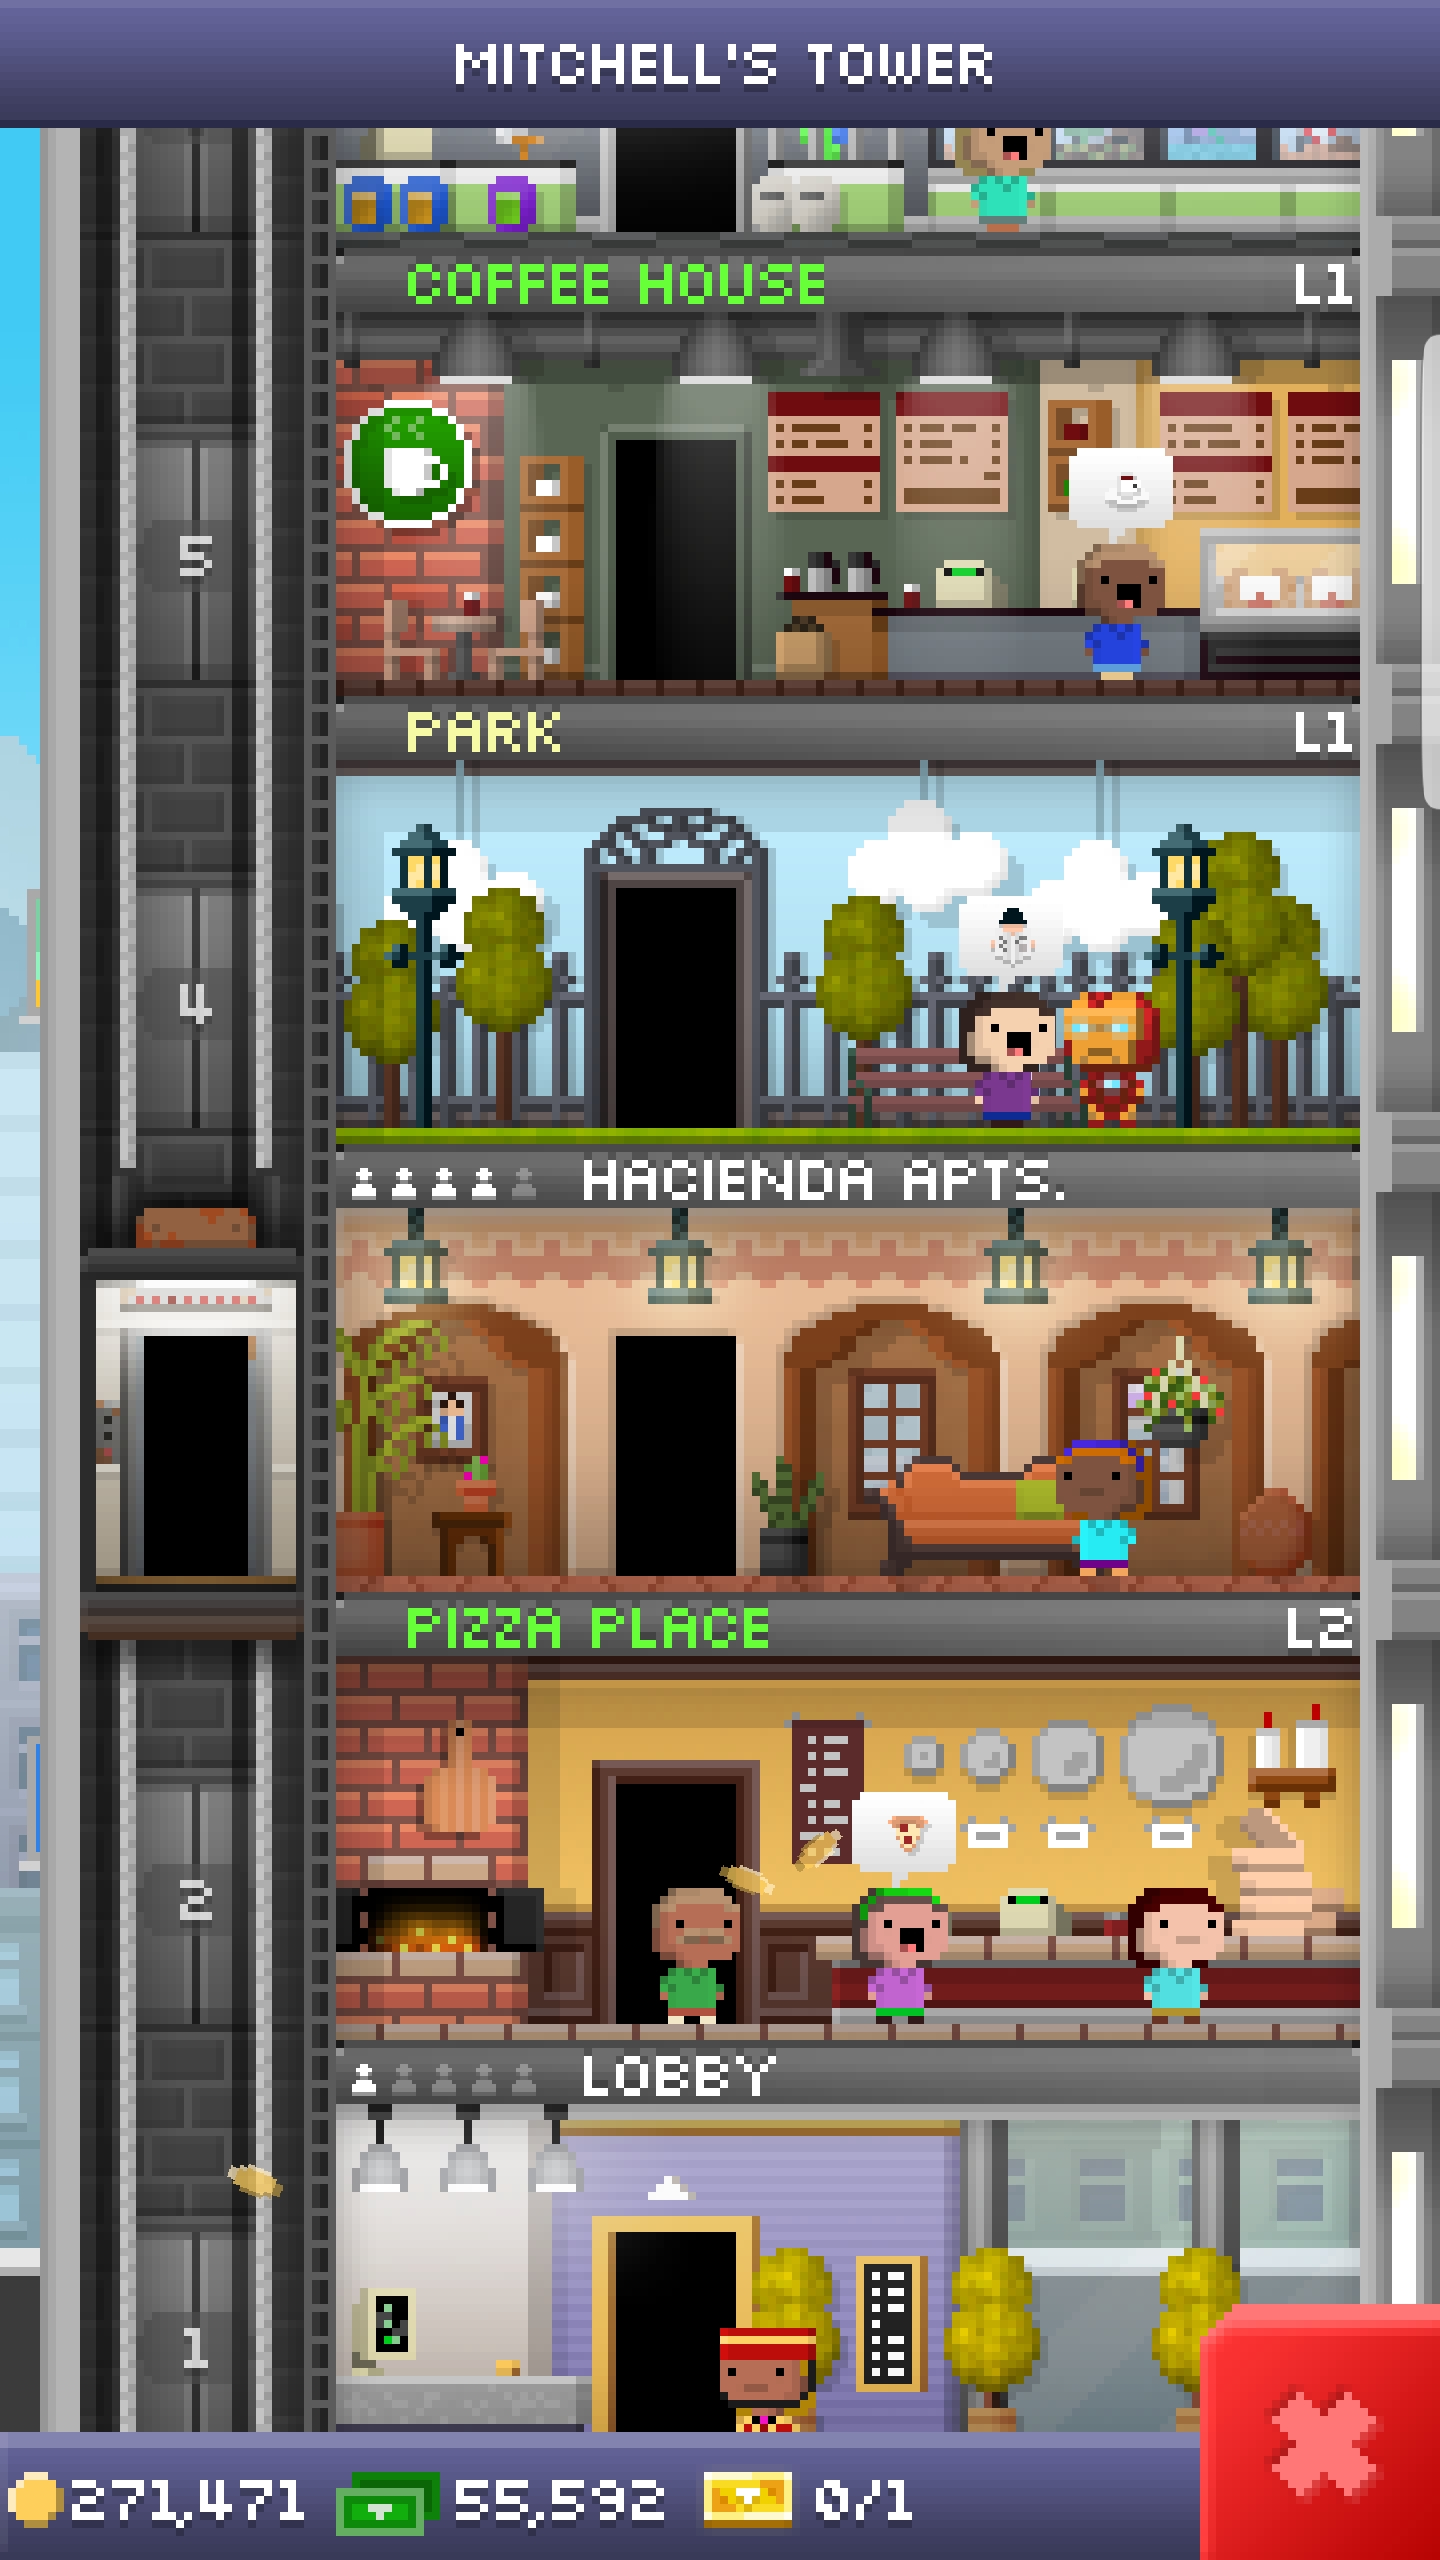 MITCHELL'S TOWER
COFFEE HOUSE L1
5
PARK L1
4
HACIENDA APTS.
PIZZA PLACE L2
2
LOBBY
1
271,471 55,592 0/1